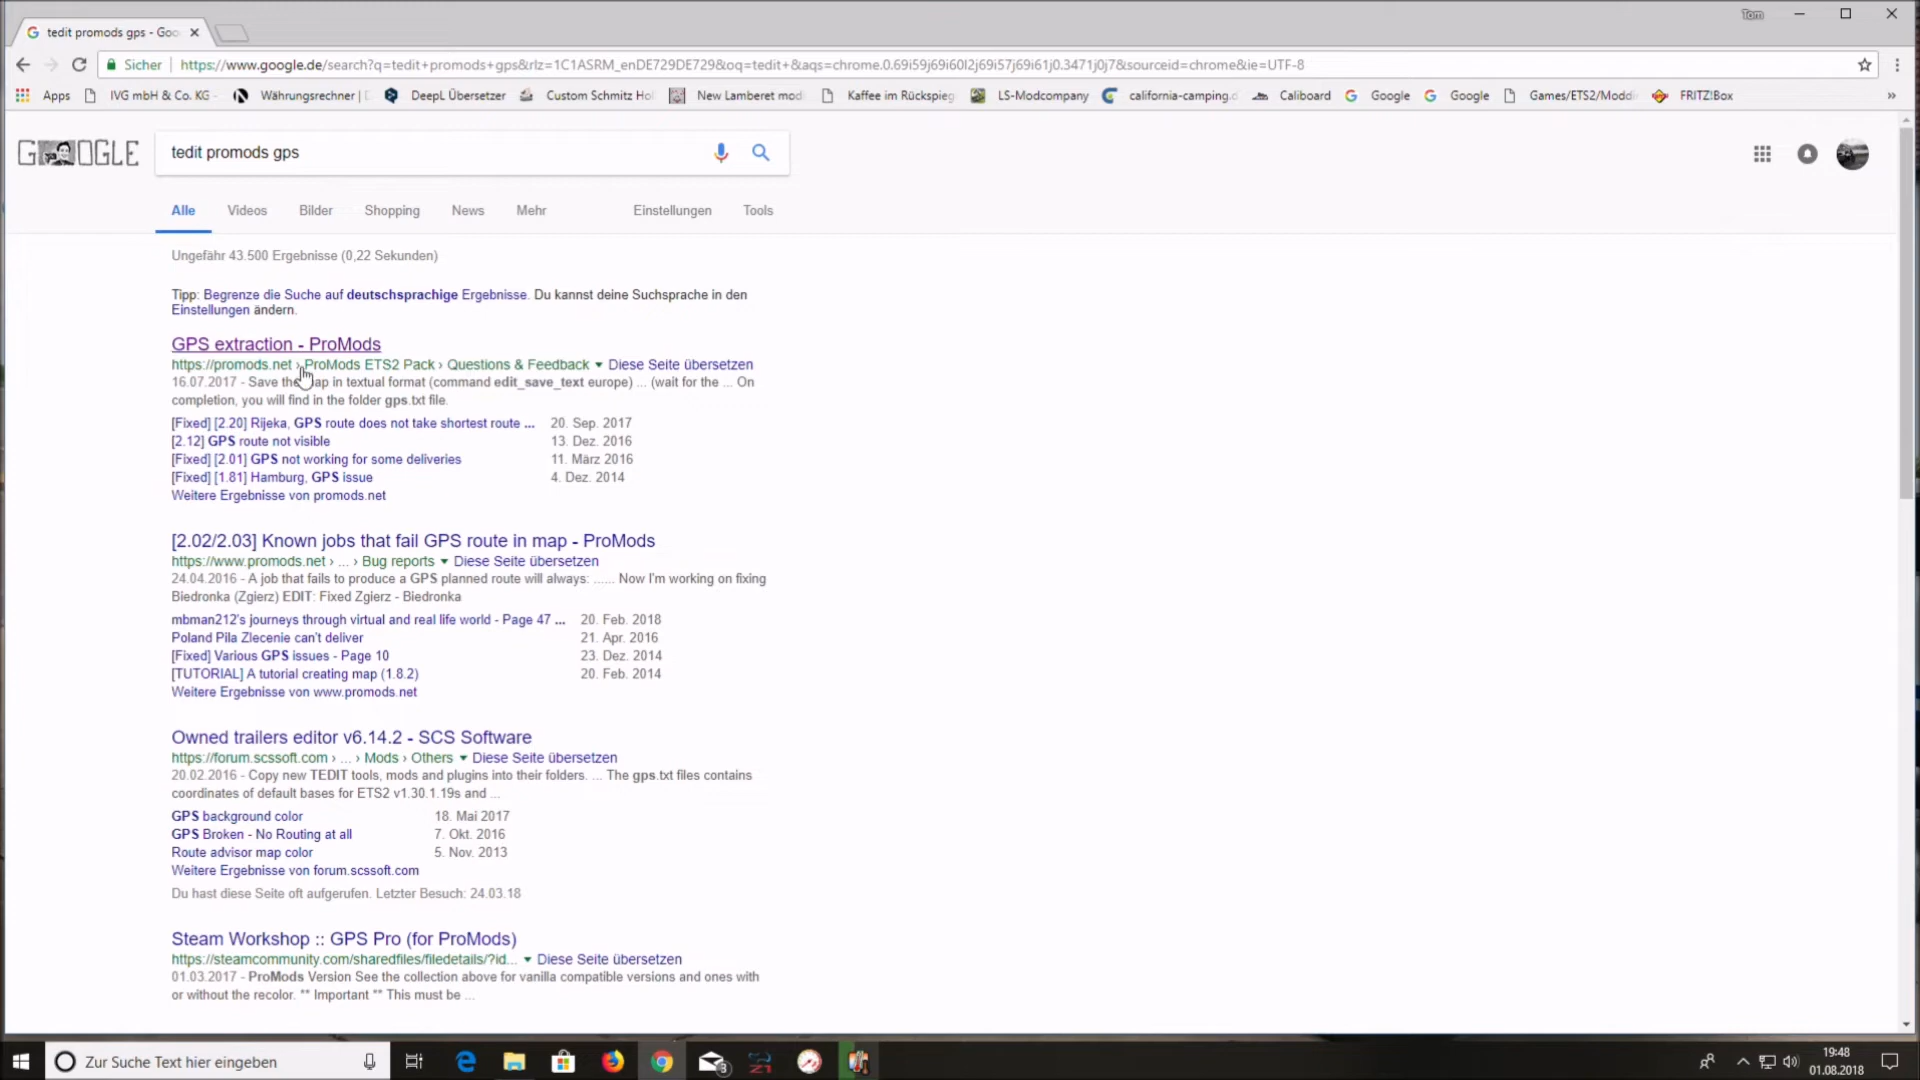 tedit promods gps - Goo
Tom
Sicher | https://www.google.de/search?q=tedit+promods+gps&rlz=1C1ASRM_enDE729DE729&oq=tedit+&aqs=chrome.0.69i59j69i60l2j69i57j69i61j0.3471j0j7&sourceid=chrome&ie=UTF-8
Apps IVG mbH & Co. KG - Währungsrechner | D DeepL Übersetzer Custom Schmitz Hol New Lamberet mod Kaffee im Rückspieg LS-Modcompany california-camping.d Caliboard Google Google Games/ETS2/Moddi FRITZ!Box »
GOOGLE tedit promods gps
Alle Videos Bilder Shopping News Mehr Einstellungen Tools
Ungefähr 43.500 Ergebnisse (0,22 Sekunden)
Tipp: Begrenze die Suche auf deutschsprachige Ergebnisse. Du kannst deine Suchsprache in den
Einstellungen ändern.
GPS extraction - ProMods
https://promods.net › ProMods ETS2 Pack › Questions & Feedback ▼ Diese Seite übersetzen
16.07.2017 - Save the map in textual format (command edit_save_text europe) ... (wait for the ... On
completion, you will find in the folder gps.txt file.
[Fixed] [2.20] Rijeka, GPS route does not take shortest route ... 20. Sep. 2017
[2.12] GPS route not visible 13. Dez. 2016
[Fixed] [2.01] GPS not working for some deliveries 11. März 2016
[Fixed] [1.81] Hamburg, GPS issue 4. Dez. 2014
Weitere Ergebnisse von promods.net
[2.02/2.03] Known jobs that fail GPS route in map - ProMods
https://www.promods.net › ... › Bug reports ▼ Diese Seite übersetzen
24.04.2016 - A job that fails to produce a GPS planned route will always: ...... Now I'm working on fixing
Biedronka (Zgierz) EDIT: Fixed Zgierz - Biedronka
mbman212's journeys through virtual and real life world - Page 47 ... 20. Feb. 2018
Poland Pila Zlecenie can't deliver 21. Apr. 2016
[Fixed] Various GPS issues - Page 10 23. Dez. 2014
[TUTORIAL] A tutorial creating map (1.8.2) 20. Feb. 2014
Weitere Ergebnisse von www.promods.net
Owned trailers editor v6.14.2 - SCS Software
https://forum.scssoft.com › ... › Mods › Others ▼ Diese Seite übersetzen
20.02.2016 - Copy new TEDIT tools, mods and plugins into their folders. ... The gps.txt files contains
coordinates of default bases for ETS2 v1.30.1.19s and ...
GPS background color 18. Mai 2017
GPS Broken - No Routing at all 7. Okt. 2016
Route advisor map color 5. Nov. 2013
Weitere Ergebnisse von forum.scssoft.com
Du hast diese Seite oft aufgerufen. Letzter Besuch: 24.03.18
Steam Workshop :: GPS Pro (for ProMods)
https://steamcommunity.com/sharedfiles/filedetails/?id... ▼ Diese Seite übersetzen
01.03.2017 - ProMods Version See the collection above for vanilla compatible versions and ones with
or without the recolor. ** Important ** This must be ...
Zur Suche Text hier eingeben
3
19:48
01.08.2018